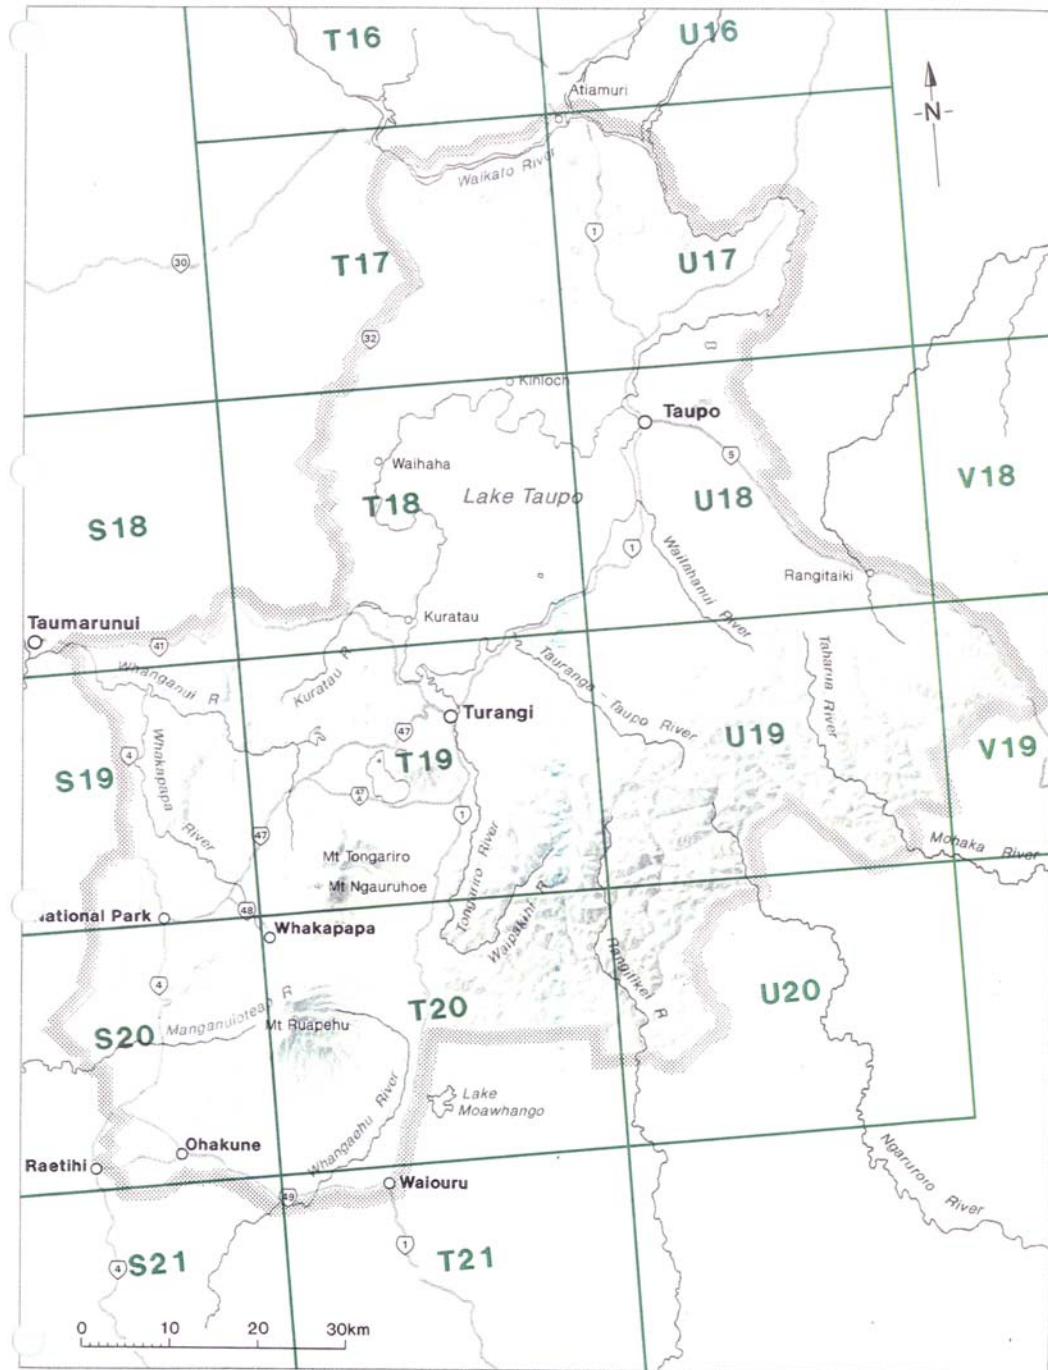 T16
U16
Atiamuri
-N-
Waikato River
1
T17
U17
30
32
Kinloch
Taupo
Waihaha
5
T18
Lake Taupo
U18
V18
S18
1
Waitahanui River
Rangitaiki
Taumarunui
Kuratau
41
Whanganui R
Kuratau R
Tauranga - Taupo River
Taharua River
Turangi
47
4
S19
Whakapapa River
T19
U19
V19
47A
1
47
Mt Tongariro
Mt Ngauruhoe
Tongariro River
Waipakihi R
Mohaka River
National Park
48
Whakapapa
Rangitikei R
4
U20
S20
Manganuioteao R
T20
Mt Ruapehu
Whangaehu River
Lake
Moawhango
Ohakune
Raetihi
Ngaruroro River
49
Waiouru
1
4
S21
T21
0 10 20 30km